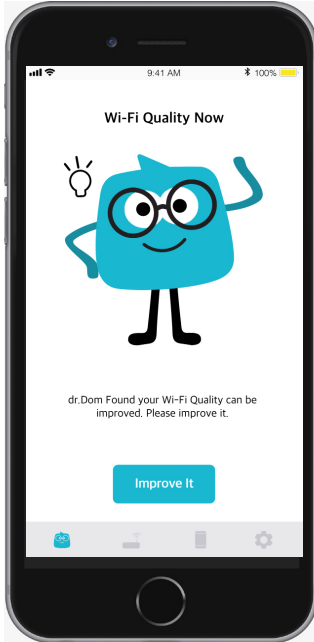 9:41 AM
100%
Wi-Fi Quality Now
dr.Dom Found your Wi-Fi Quality can be
improved. Please improve it.
Improve It